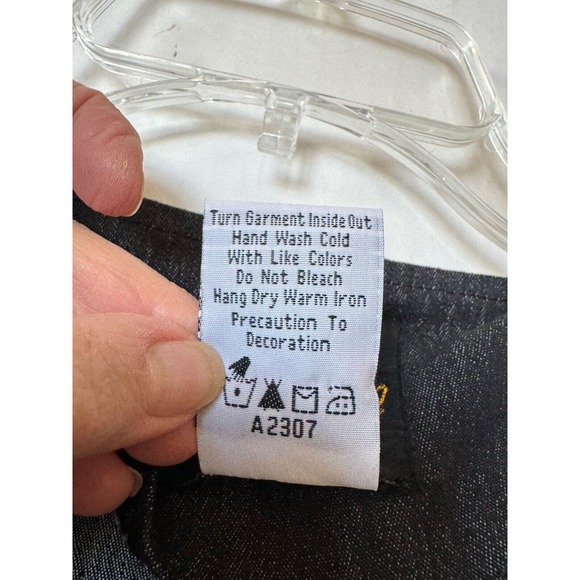 Turn Garment Inside Out
Hand Wash Cold
With Like Colors
Do Not Bleach
Hang Dry Warm Iron
Precaution To
Decoration
A2307